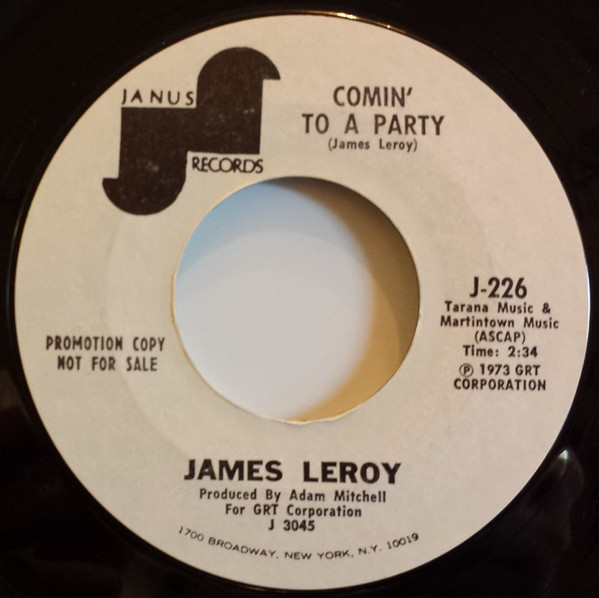 JANUS
RECORDS
COMIN'
TO A PARTY
(James Leroy)
J-226
Tarana Music &
Martintown Music
(ASCAP)
Time: 2:34
℗ 1973 GRT
CORPORATION
PROMOTION COPY
NOT FOR SALE
JAMES LEROY
Produced By Adam Mitchell
For GRT Corporation
J 3045
1700 BROADWAY, NEW YORK, N.Y. 10019